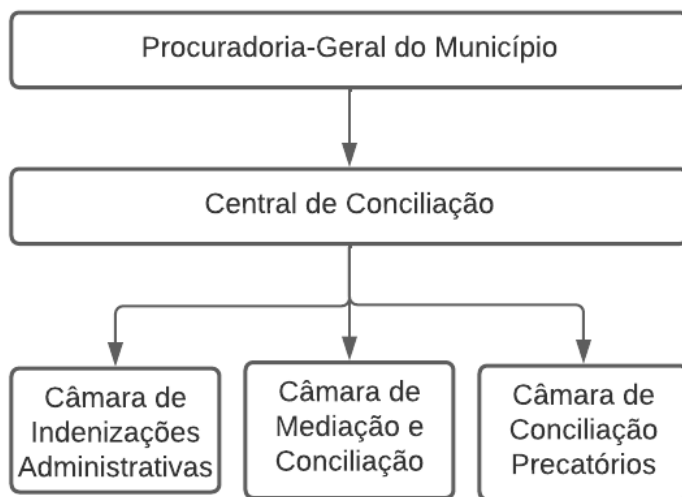 Procuradoria-Geral do Município
Central de Conciliação
Câmara de
Indenizações
Administrativas
Câmara de
Mediação e
Conciliação
Câmara de
Conciliação
Precatórios